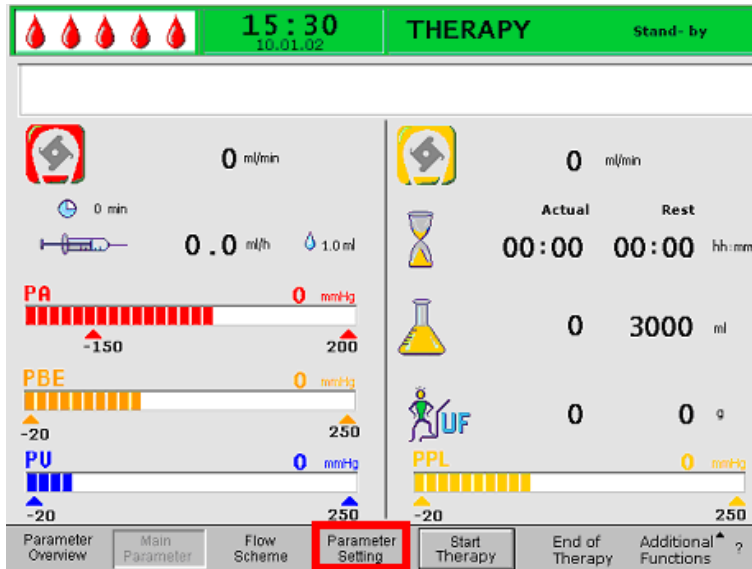 15:30
10.01.02
THERAPY
Stand- by
0 ml/min
0 min
0.0 ml/h
1.0 ml
PA 0 mmHg
-150 200
PBE 0 mmHg
-20 250
PV 0 mmHg
-20 250
0 ml/min
Actual Rest
00:00 00:00 hh:mm
0 3000 ml
UF 0 0 g
PPL 0 mmHg
-20 250
Parameter Overview
Main Parameter
Flow Scheme
Parameter Setting
Start Therapy
End of Therapy
Additional Functions
?